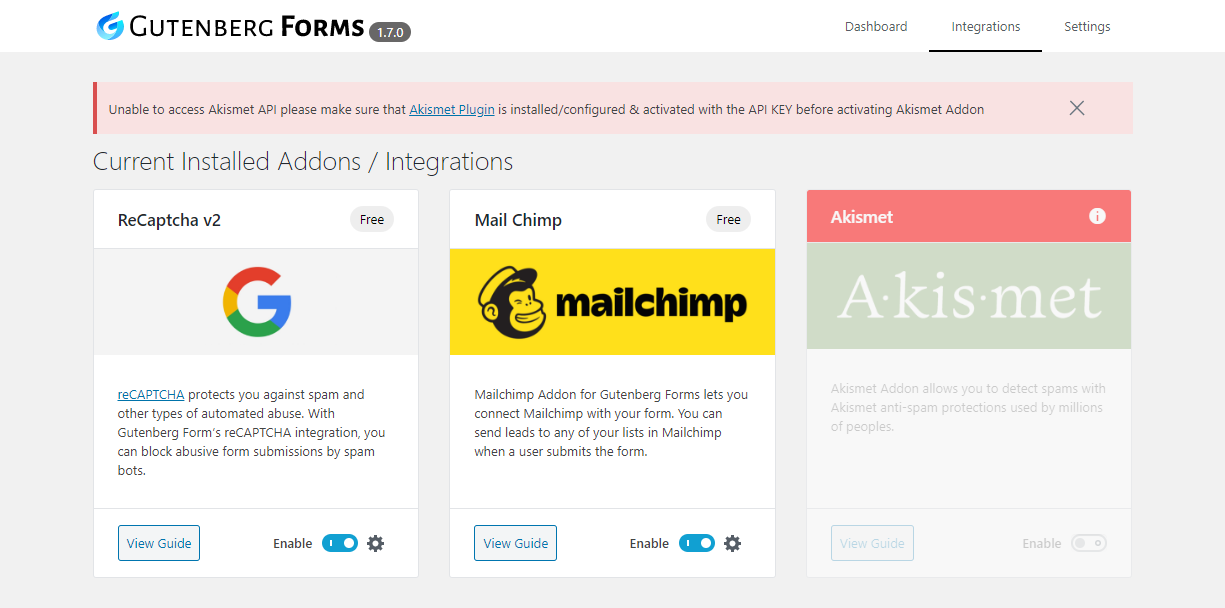 GUTENBERG FORMS 1.7.0
Dashboard Integrations Settings
Unable to access Akismet API please make sure that Akismet Plugin is installed/configured & activated with the API KEY before activating Akismet Addon
Current Installed Addons / Integrations
ReCaptcha v2 Free
reCAPTCHA protects you against spam and
other types of automated abuse. With
Gutenberg Form's reCAPTCHA integration, you
can block abusive form submissions by spam
bots.
View Guide Enable
Mail Chimp Free
mailchimp
Mailchimp Addon for Gutenberg Forms lets you
connect Mailchimp with your form. You can
send leads to any of your lists in Mailchimp
when a user submits the form.
View Guide Enable
Akismet
A·kis·met
Akismet Addon allows you to detect spams with
Akismet anti-spam protections used by millions
of peoples.
View Guide Enable